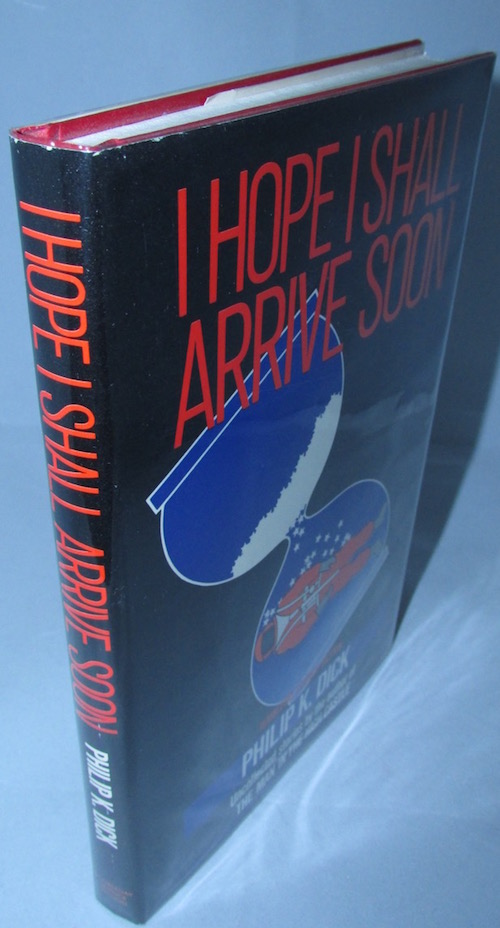 I HOPE I SHALL ARRIVE SOON PHILIP K. DICK
I HOPE I SHALL
ARRIVE SOON
PHILIP K. DICK
THE MAN IN THE HIGH CASTLE